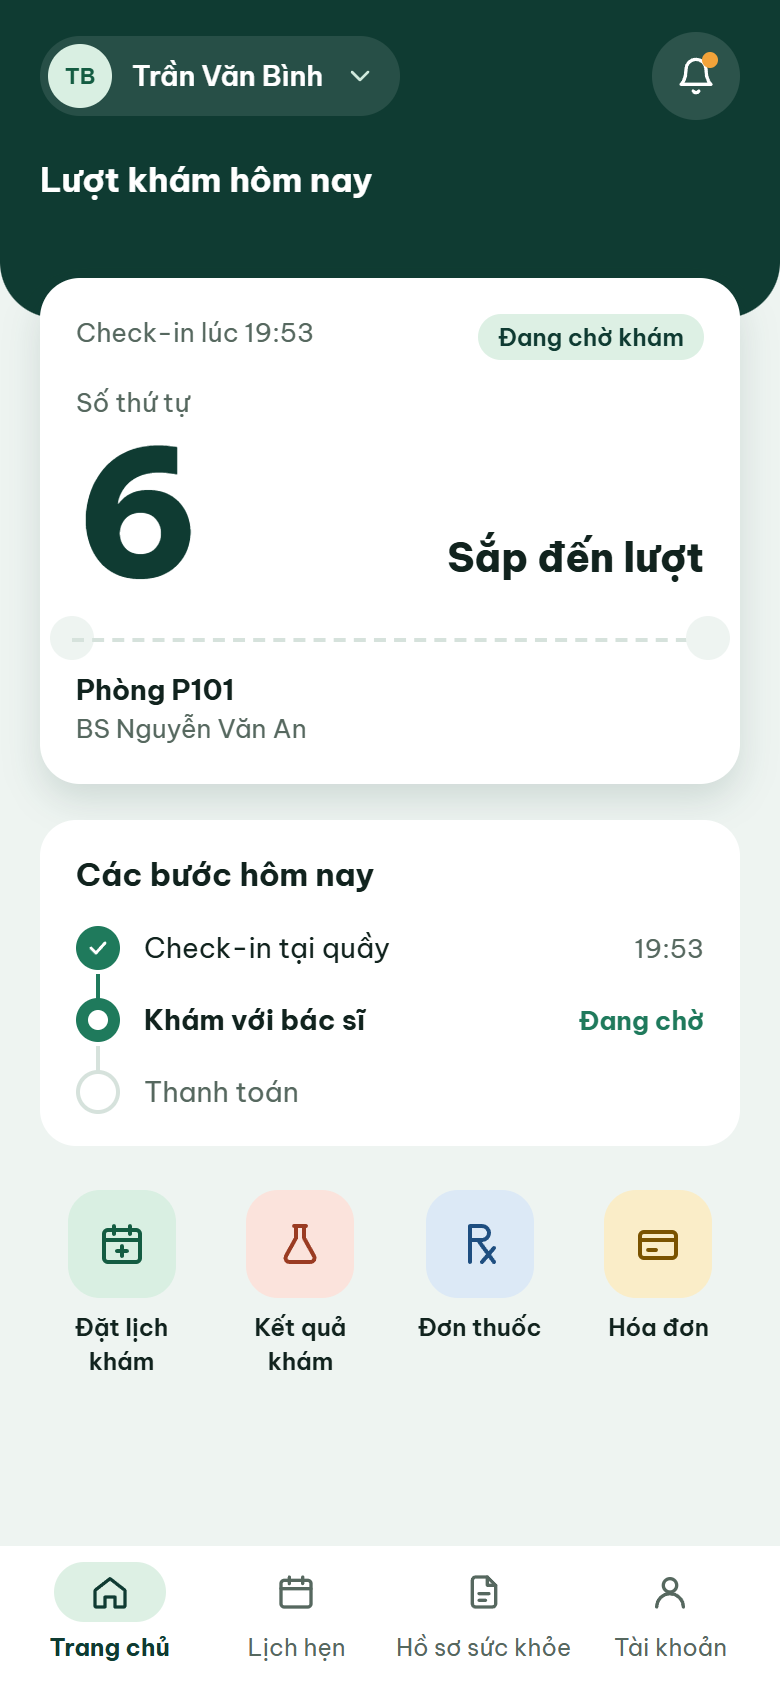 TB
Trần Văn Bình
Lượt khám hôm nay
Check-in lúc 19:53
Đang chờ khám
Số thứ tự
6
Sắp đến lượt
Phòng P101
BS Nguyễn Văn An
Các bước hôm nay
Check-in tại quầy
19:53
Khám với bác sĩ
Đang chờ
Thanh toán
Đặt lịch
khám
Kết quả
khám
Đơn thuốc
Hóa đơn
Trang chủ
Lịch hẹn
Hồ sơ sức khỏe
Tài khoản